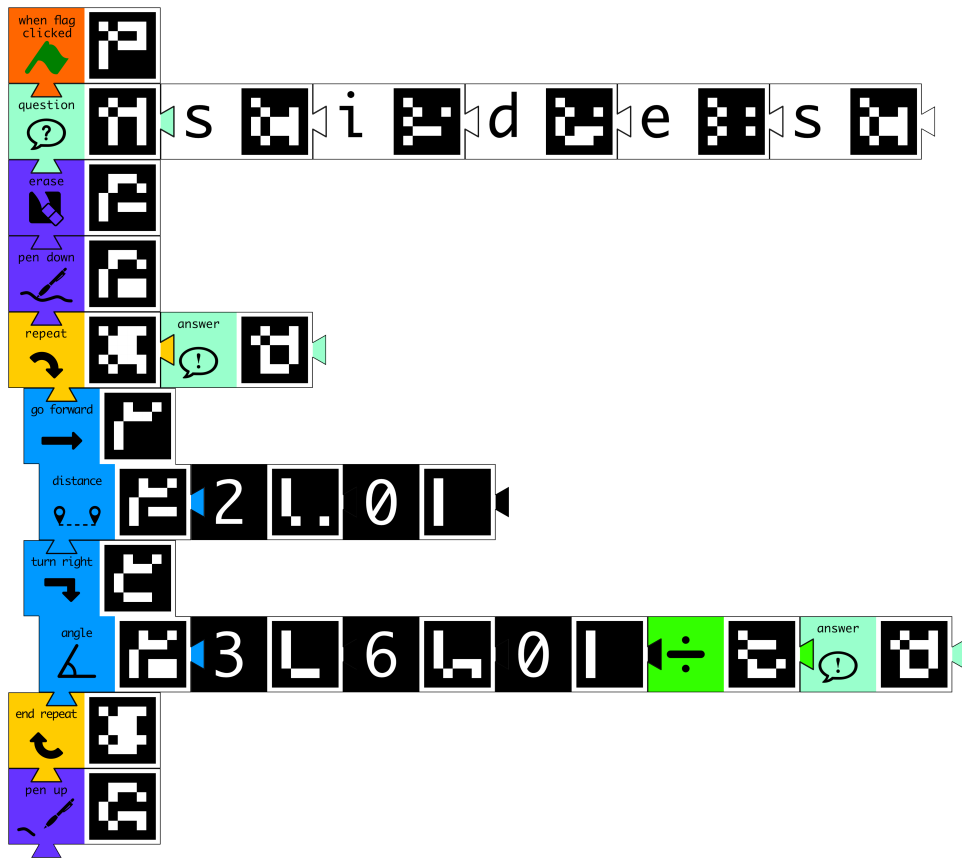 when flag clicked
question ? s i d e s
erase
pen down
repeat answer !
go forward
distance 2 0
turn right
angle 3 6 0 ÷ answer !
end repeat
pen up